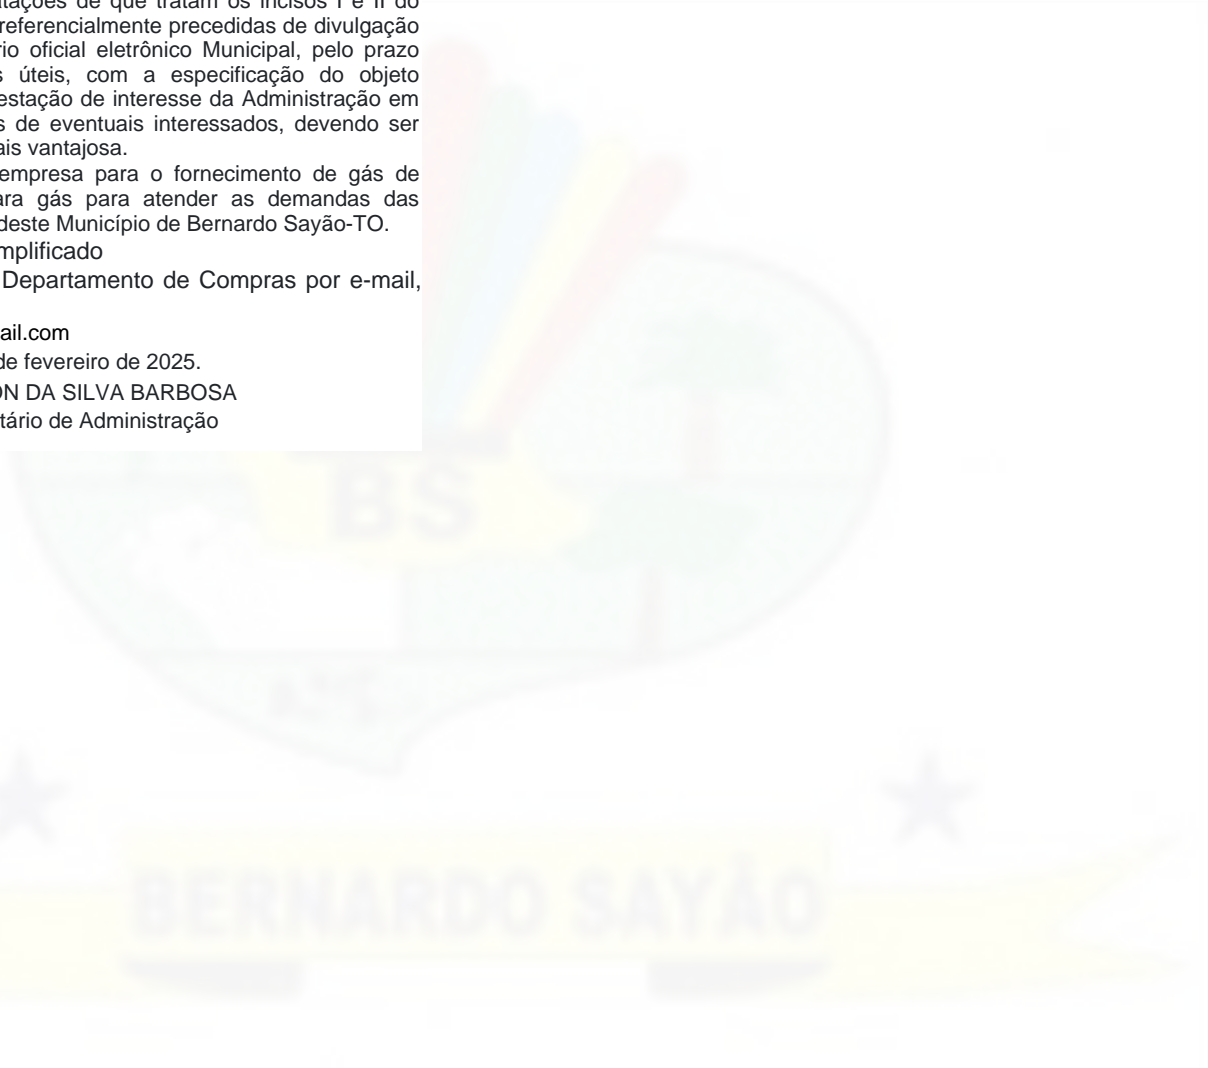 tações de que tratam os incisos I e II do
referencialmente precedidas de divulgação
rio oficial eletrônico Municipal, pelo prazo
s úteis, com a especificação do objeto
estação de interesse da Administração em
s de eventuais interessados, devendo ser
ais vantajosa.
empresa para o fornecimento de gás de
ara gás para atender as demandas das
deste Município de Bernardo Sayão-TO.
mplificado
Departamento de Compras por e-mail,
ail.com
de fevereiro de 2025.
ON DA SILVA BARBOSA
tário de Administração
BS
BERNARDO SAYÃO